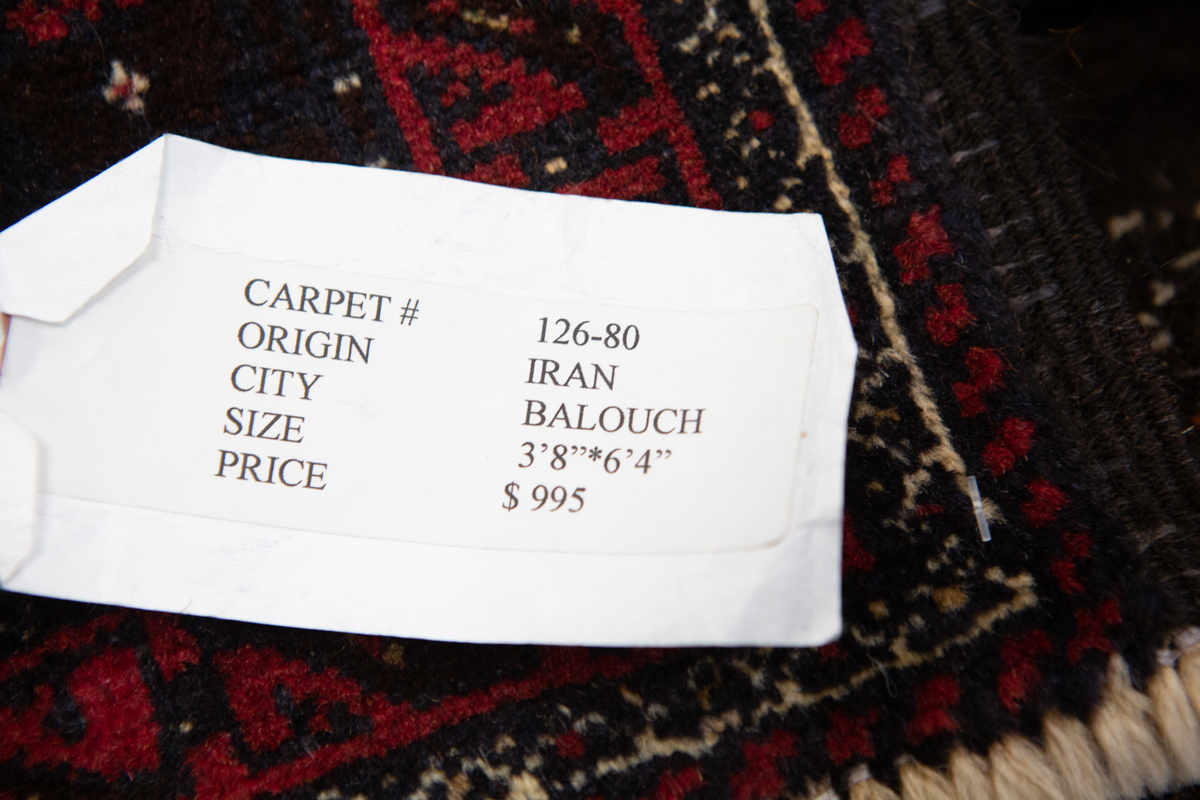 CARPET # 126-80
ORIGIN IRAN
CITY BALOUCH
SIZE 3’8”*6’4”
PRICE $ 995